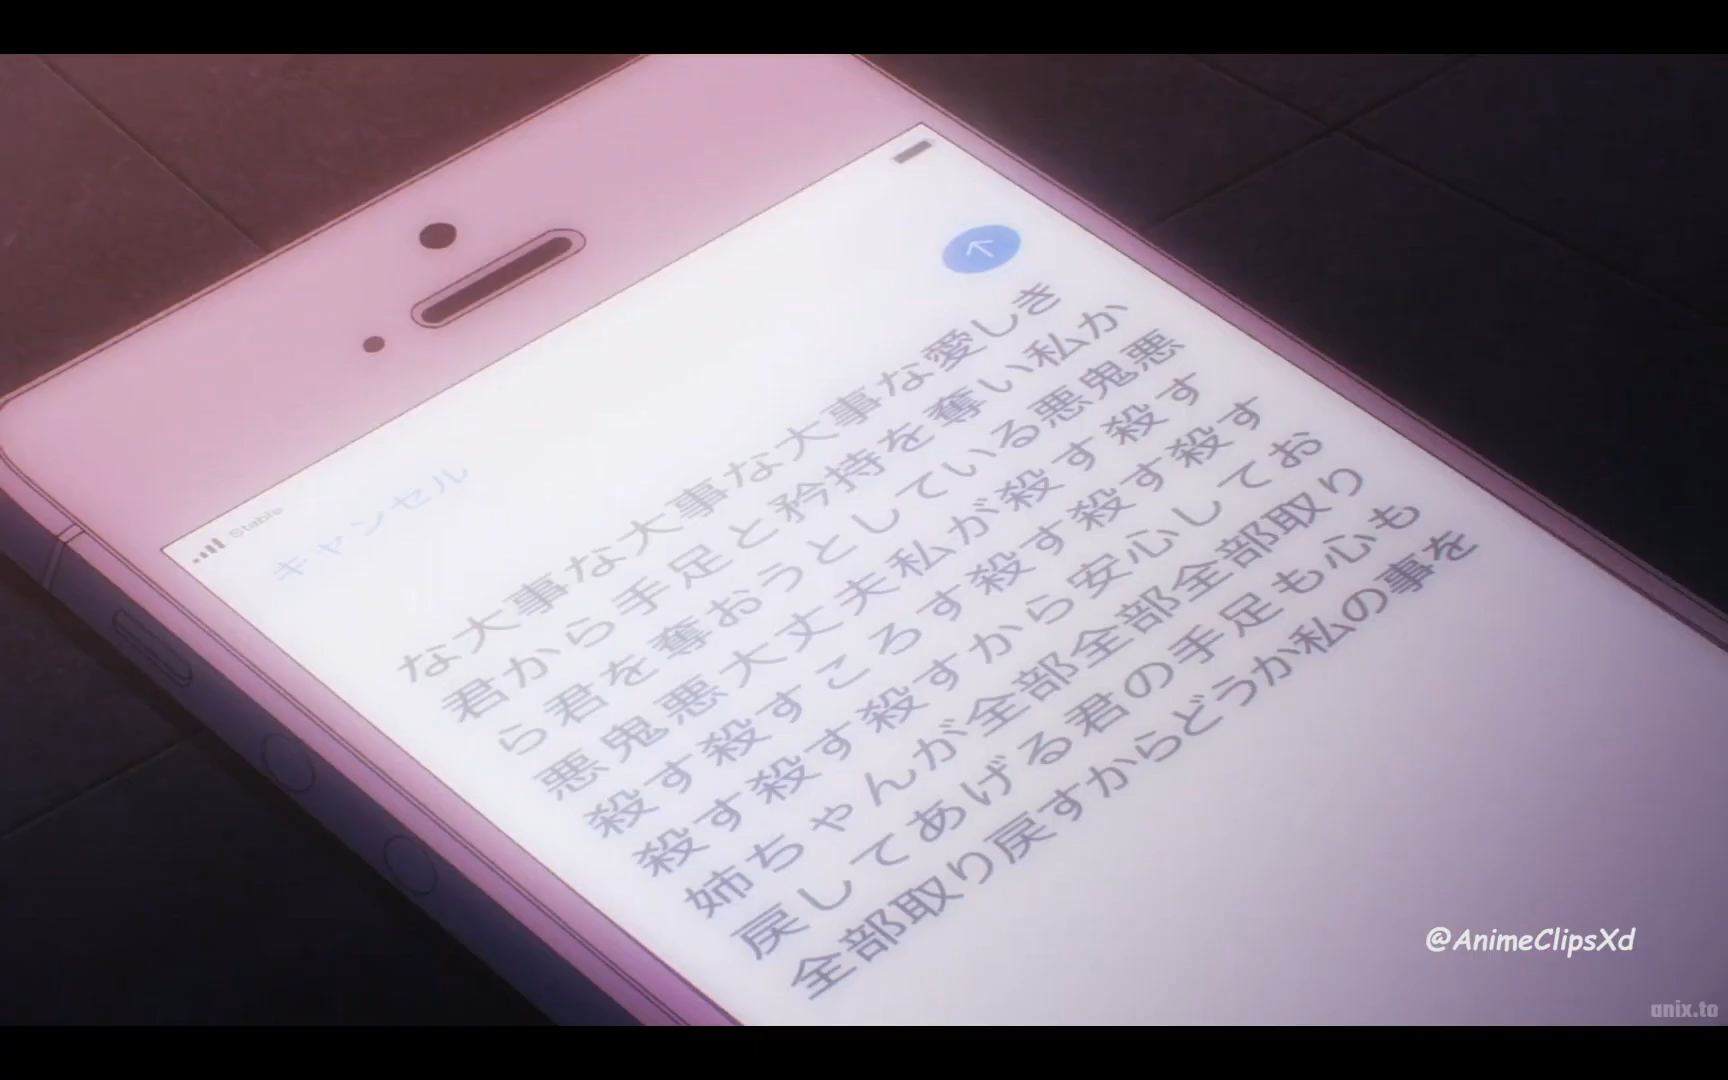 Stable
キャンセル
な大事な大事な大事な愛しき
君から手足と矜持を奪い私か
ら君を奪おうとしている悪鬼悪
悪鬼悪大丈夫私が殺す殺す
殺す殺すころす殺す殺す殺す
殺す殺す殺すから安心してお
姉ちゃんが全部全部全部取り
戻してあげる君の手足も心も
全部取り戻すからどうか私の事を
@AnimeClipsXd
anix.to